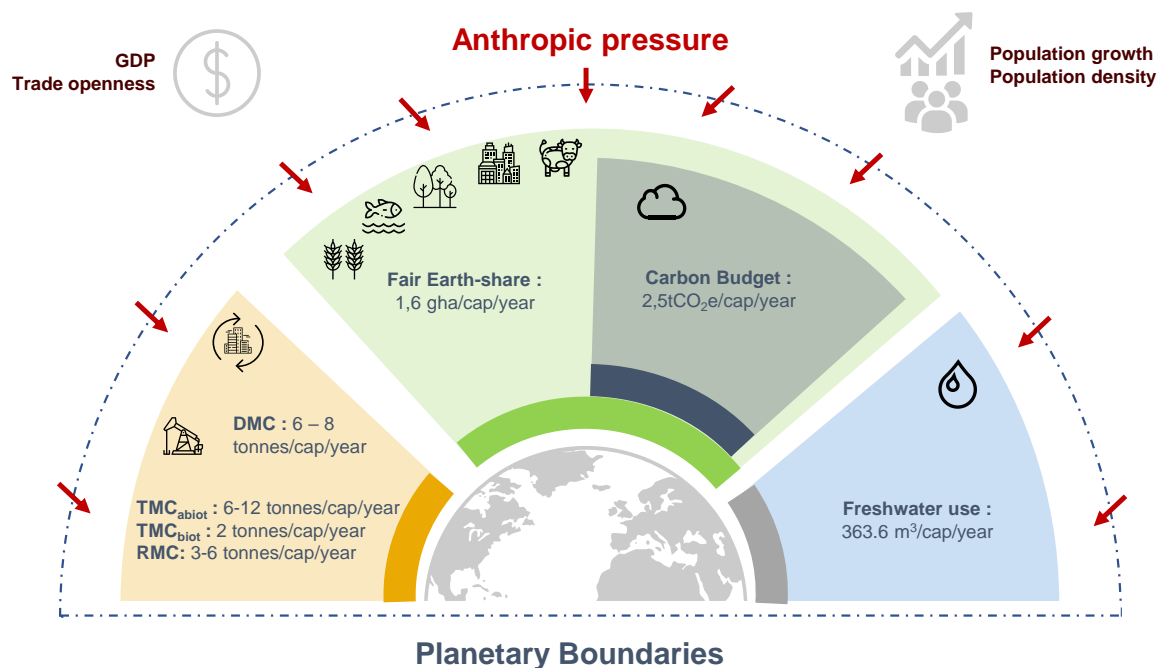 Anthropic pressure
GDP
Trade openness
Population growth
Population density
Fair Earth-share :
1,6 gha/cap/year
Carbon Budget :
2,5tCO₂e/cap/year
DMC : 6 – 8
tonnes/cap/year
TMCabiot : 6-12 tonnes/cap/year
TMCbiot : 2 tonnes/cap/year
RMC: 3-6 tonnes/cap/year
Freshwater use :
363.6 m³/cap/year
Planetary Boundaries